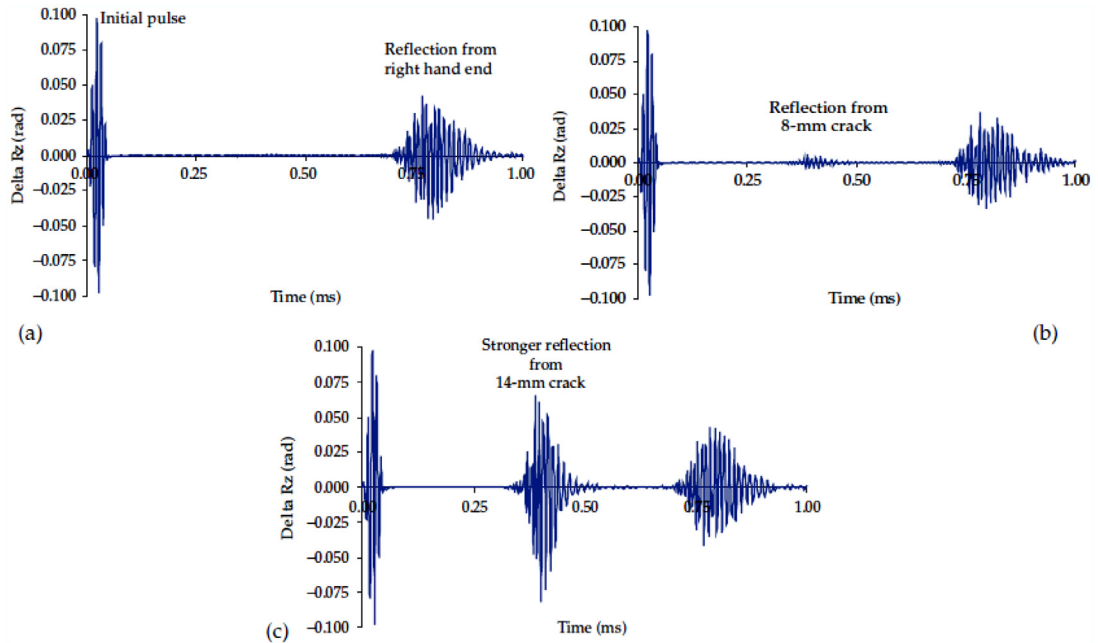 0.100
Initial pulse
0.075
Reflection from
right hand end
0.050
0.025
0.000
0.00
0.25
0.50
0.75
1.00
−0.025
−0.050
−0.075
−0.100
Delta Rz (rad)
Time (ms)
(a)
0.100
0.075
0.050
Reflection from
8-mm crack
0.025
0.000
0.00
0.25
0.50
0.75
1.00
−0.025
−0.050
−0.075
−0.100
Delta Rz (rad)
Time (ms)
(b)
0.100
Stronger reflection
from
14-mm crack
0.075
0.050
0.025
0.000
0.00
0.25
0.50
0.75
1.00
−0.025
−0.050
−0.075
−0.100
Delta Rz (rad)
Time (ms)
(c)